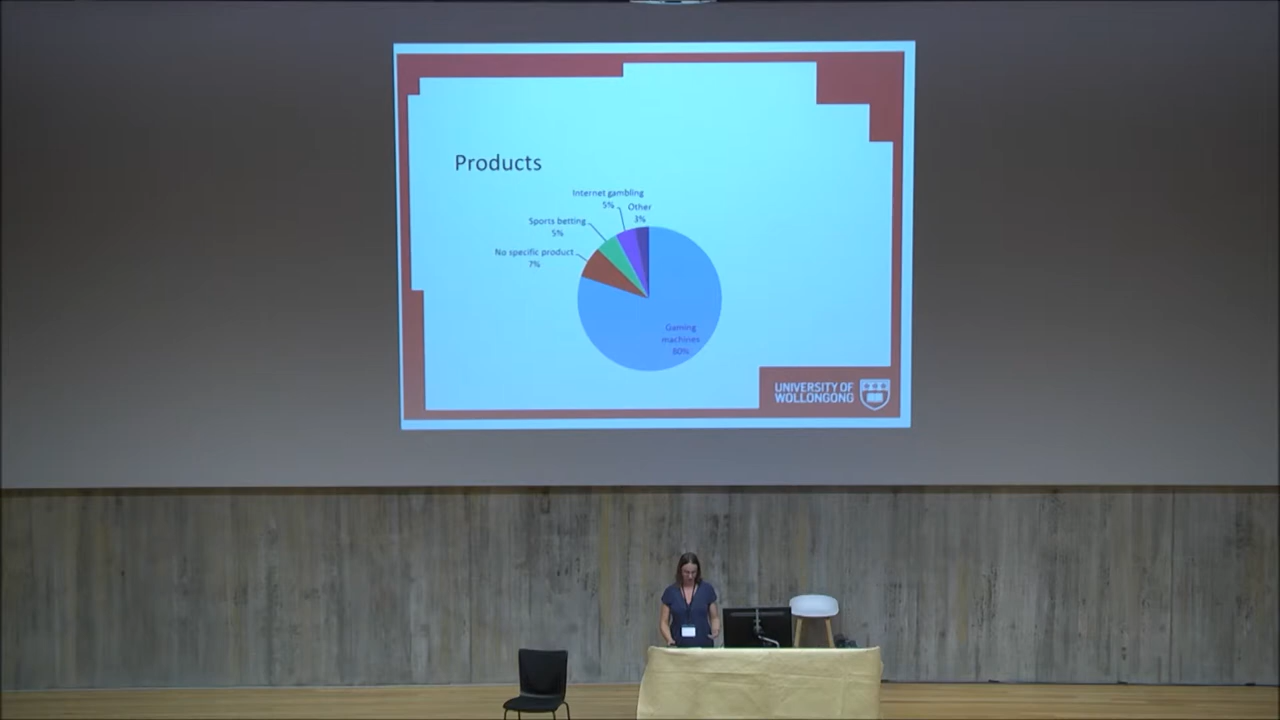 Products
Internet gambling
5%
Other
3%
Sports betting
5%
No specific product
7%
Gaming
machines
80%
UNIVERSITY OF
WOLLONGONG